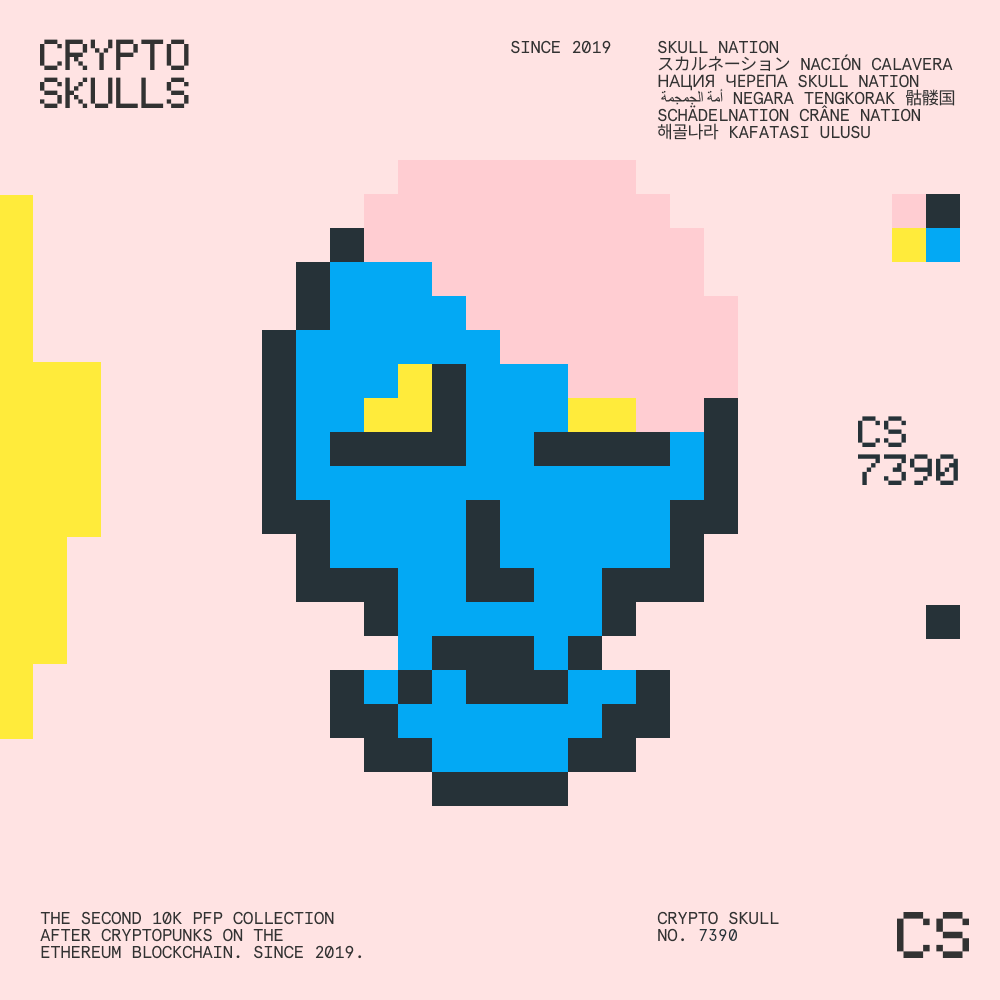 CRYPTO
SKULLS
SINCE 2019
SKULL NATION
スカルネーション NACIÓN CALAVERA
НАЦИЯ ЧЕРЕПА SKULL NATION
أمة الجمجمة NEGARA TENGKORAK 骷髅国
SCHÄDELNATION CRÂNE NATION
해골나라 KAFATASI ULUSU
CS
7390
THE SECOND 10K PFP COLLECTION
AFTER CRYPTOPUNKS ON THE
ETHEREUM BLOCKCHAIN. SINCE 2019.
CRYPTO SKULL
NO. 7390
CS